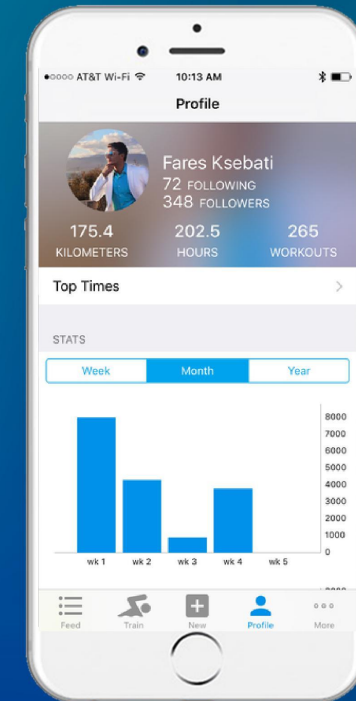 AT&T Wi-Fi 10:13 AM
Profile
Fares Ksebati
72 FOLLOWING
348 FOLLOWERS
175.4 202.5 265
KILOMETERS HOURS WORKOUTS
Top Times
STATS
Week Month Year
8000
7000
6000
5000
4000
3000
2000
1000
0
wk 1 wk 2 wk 3 wk 4 wk 5
Feed Train New Profile More